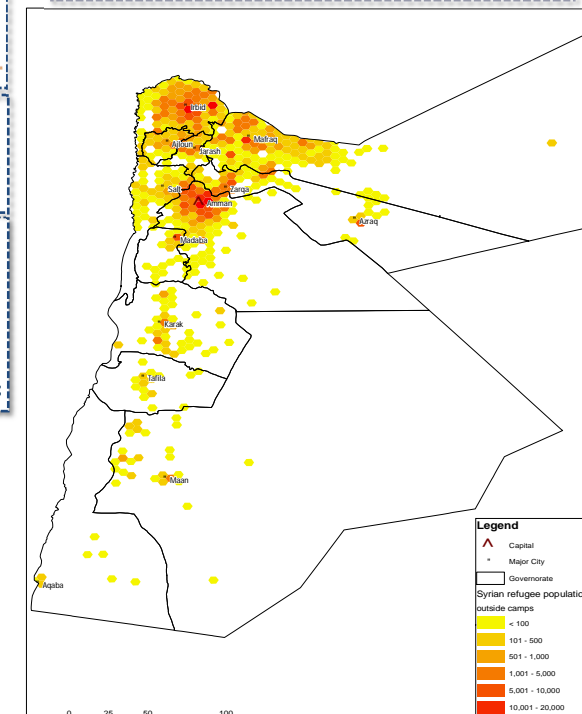 Irbid
Ajloun
Jarash
Mafraq
Salt
Zarqa
Amman
Azraq
Madaba
Karak
Tafila
Maan
Aqaba
Legend
Capital
Major City
Governorate
Syrian refugee populatio
outside camps
< 100
101 - 500
501 - 1,000
1,001 - 5,000
5,001 - 10,000
10,001 - 20,000
0 25 50 100